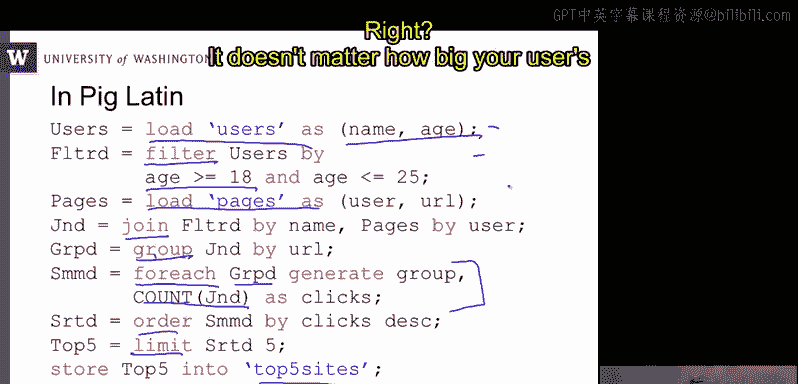 GPT中英字幕课程资源@bilibili.com
Right?
It doesn't matter how big your user's
W UNIVERSITY of WASHINGTON
In Pig Latin
Users = load 'users' as (name, age);
Fltrd = filter Users by
age >= 18 and age <= 25;
Pages = load 'pages' as (user, url);
Jnd = join Fltrd by name, Pages by user;
Grpd = group Jnd by url;
Smmd = foreach Grpd generate group,
COUNT(Jnd) as clicks;
Srtd = order Smmd by clicks desc;
Top5 = limit Srtd 5;
store Top5 into 'top5sites';